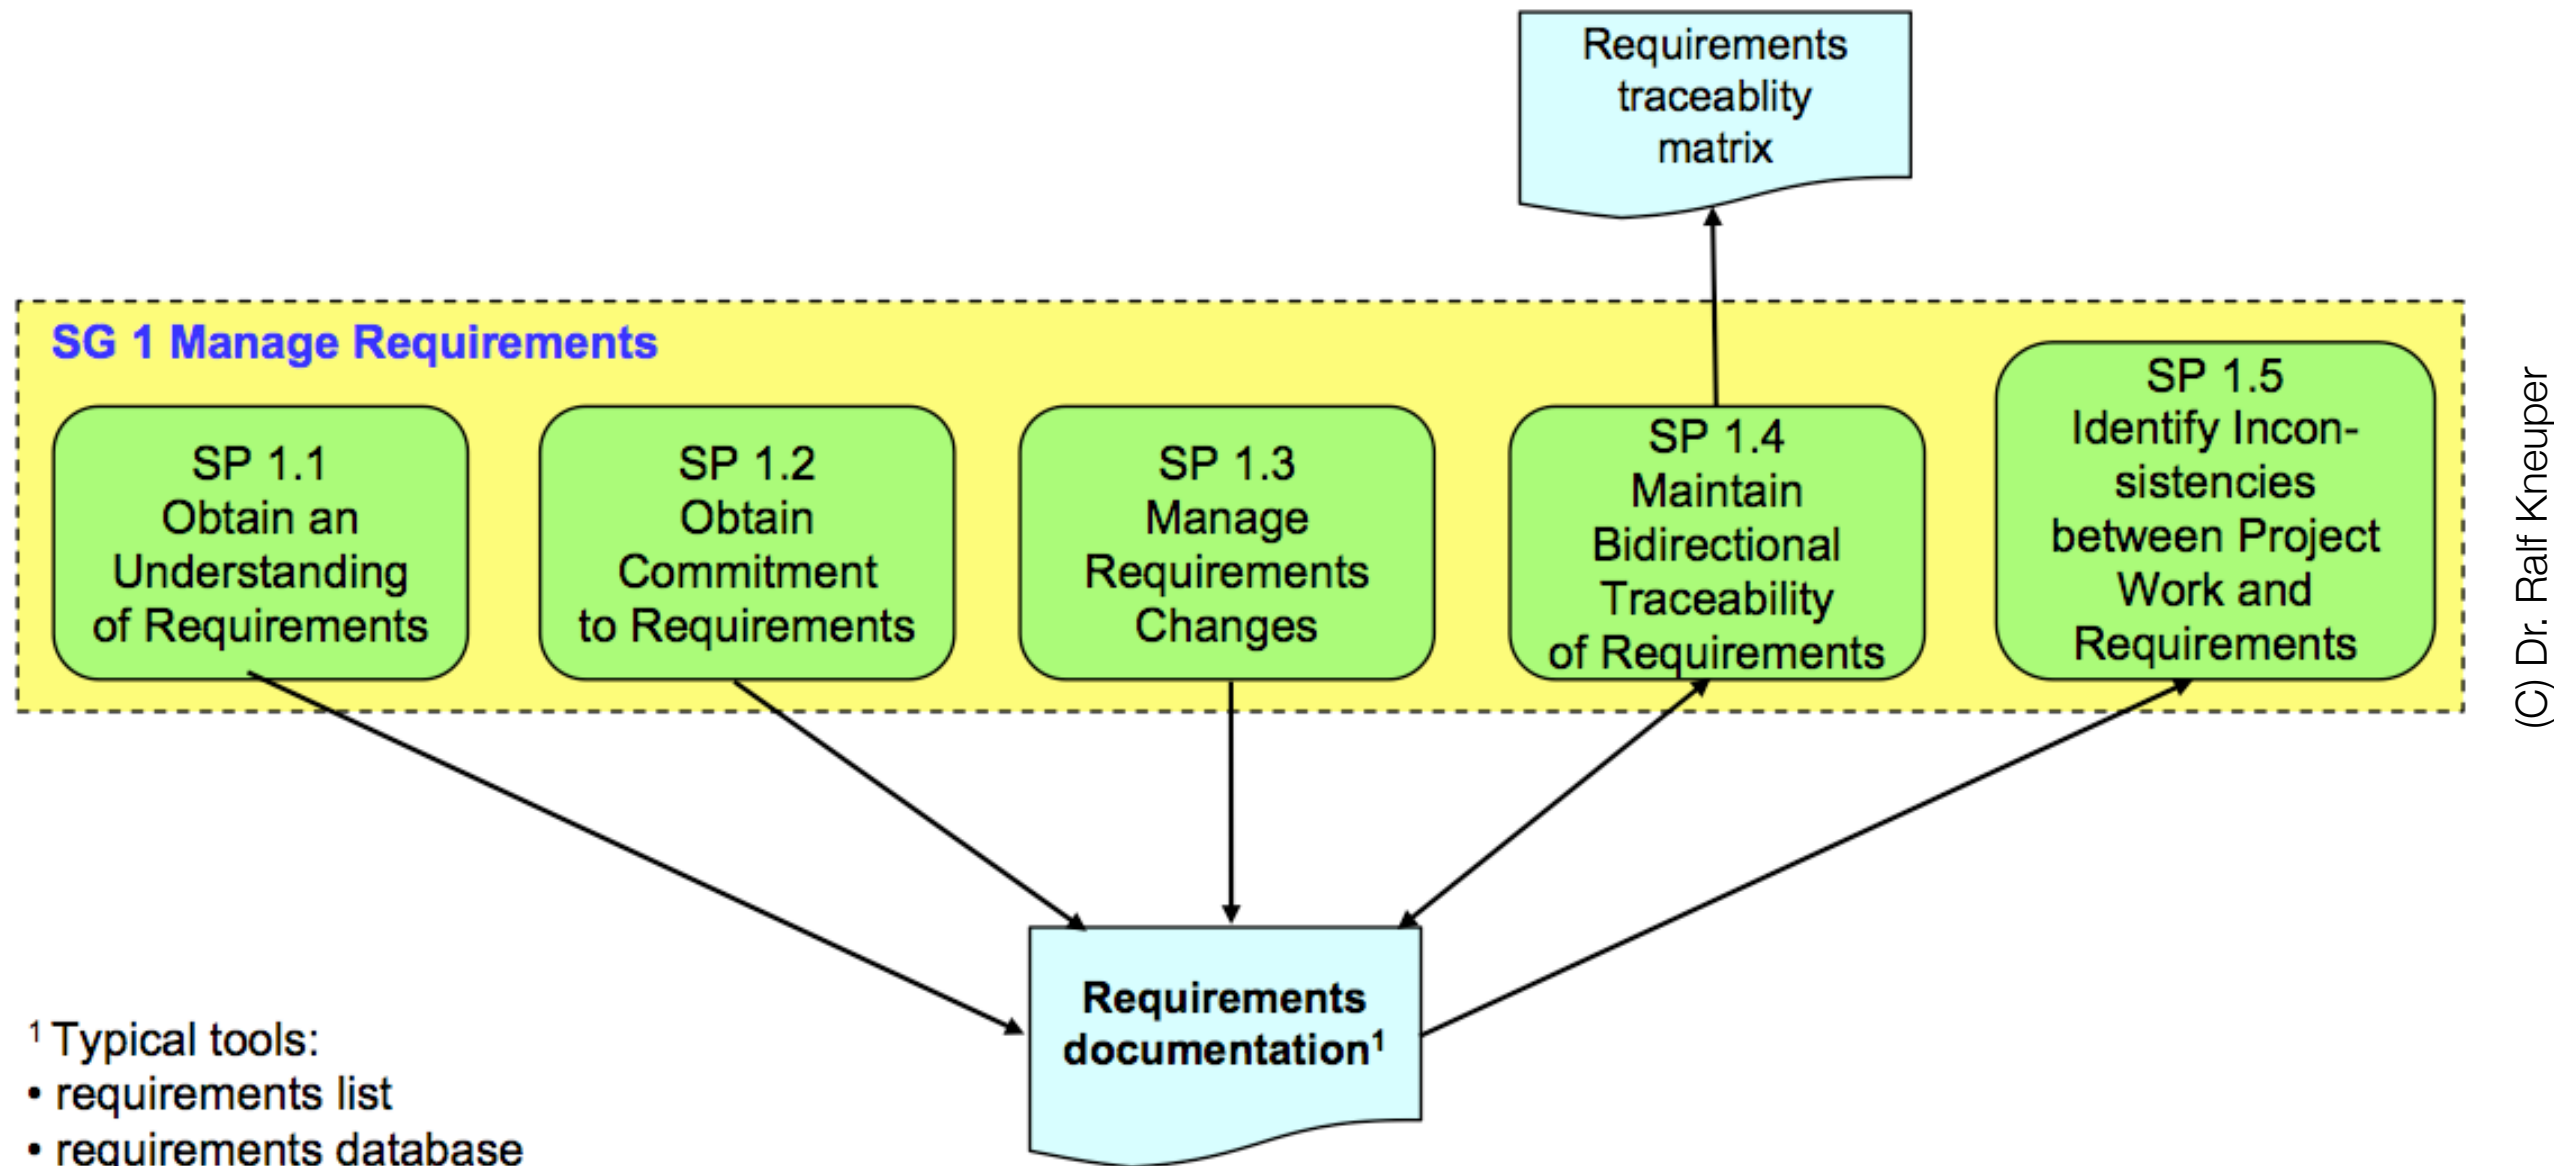 Requirements
traceablity
matrix
SG 1 Manage Requirements
SP 1.1
Obtain an
Understanding
of Requirements
SP 1.2
Obtain
Commitment
to Requirements
SP 1.3
Manage
Requirements
Changes
SP 1.4
Maintain
Bidirectional
Traceability
of Requirements
SP 1.5
Identify Incon-
sistencies
between Project
Work and
Requirements
(C) Dr. Ralf Kneuper
Requirements
documentation¹
¹ Typical tools:
• requirements list
• requirements database